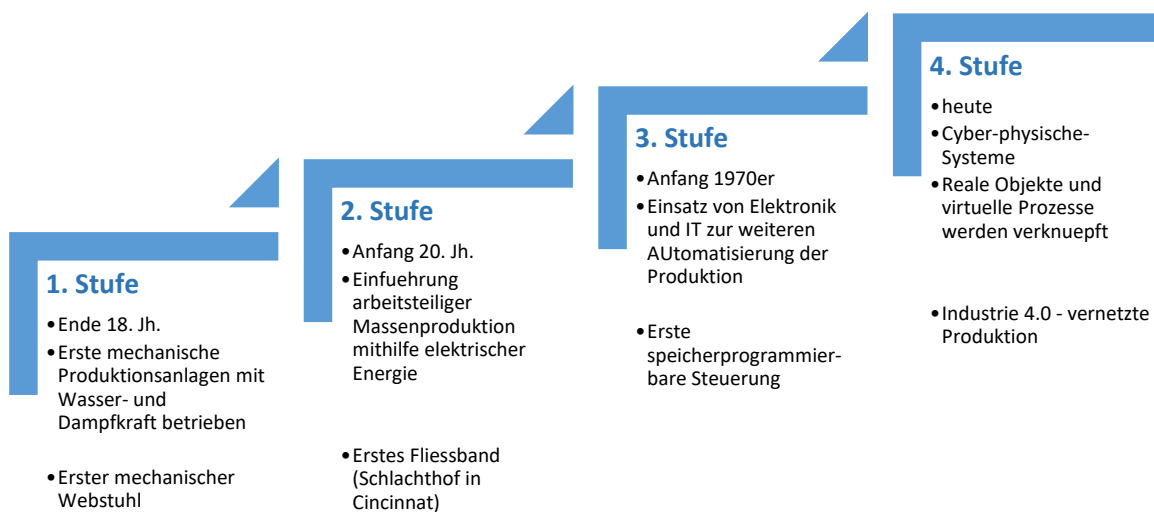 1. Stufe
•Ende 18. Jh.
•Erste mechanische
Produktionsanlagen mit
Wasser- und
Dampfkraft betrieben
•Erster mechanischer
Webstuhl
2. Stufe
•Anfang 20. Jh.
•Einfuehrung
arbeitsteiliger
Massenproduktion
mithilfe elektrischer
Energie
•Erstes Fliessband
(Schlachthof in
Cincinnat)
3. Stufe
•Anfang 1970er
•Einsatz von Elektronik
und IT zur weiteren
AUtomatisierung der
Produktion
•Erste
speicherprogrammier-
bare Steuerung
4. Stufe
•heute
•Cyber-physische-
Systeme
•Reale Objekte und
virtuelle Prozesse
werden verknuepft
•Industrie 4.0 - vernetzte
Produktion